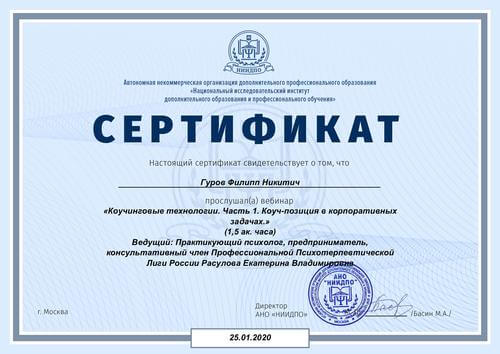 НИИДПО
Автономная некоммерческая организация дополнительного профессионального образования
«Национальный исследовательский институт
дополнительного образования и профессионального обучения»
СЕРТИФИКАТ
Настоящий сертификат свидетельствует о том, что
Гуров Филипп Никитич
прослушал(а) вебинар
«Коучинговые технологии. Часть 1. Коуч-позиция в корпоративных
задачах.»
(1,5 ак. часа)
Ведущий: Практикующий психолог, предприниматель,
консультативный член Профессиональной Психотерпевтической
Лиги России Расулова Екатерина Владимировна
АНО
"НИИДПО"
г. Москва
Директор
АНО «НИИДПО»
/Басин М.А./
25.01.2020